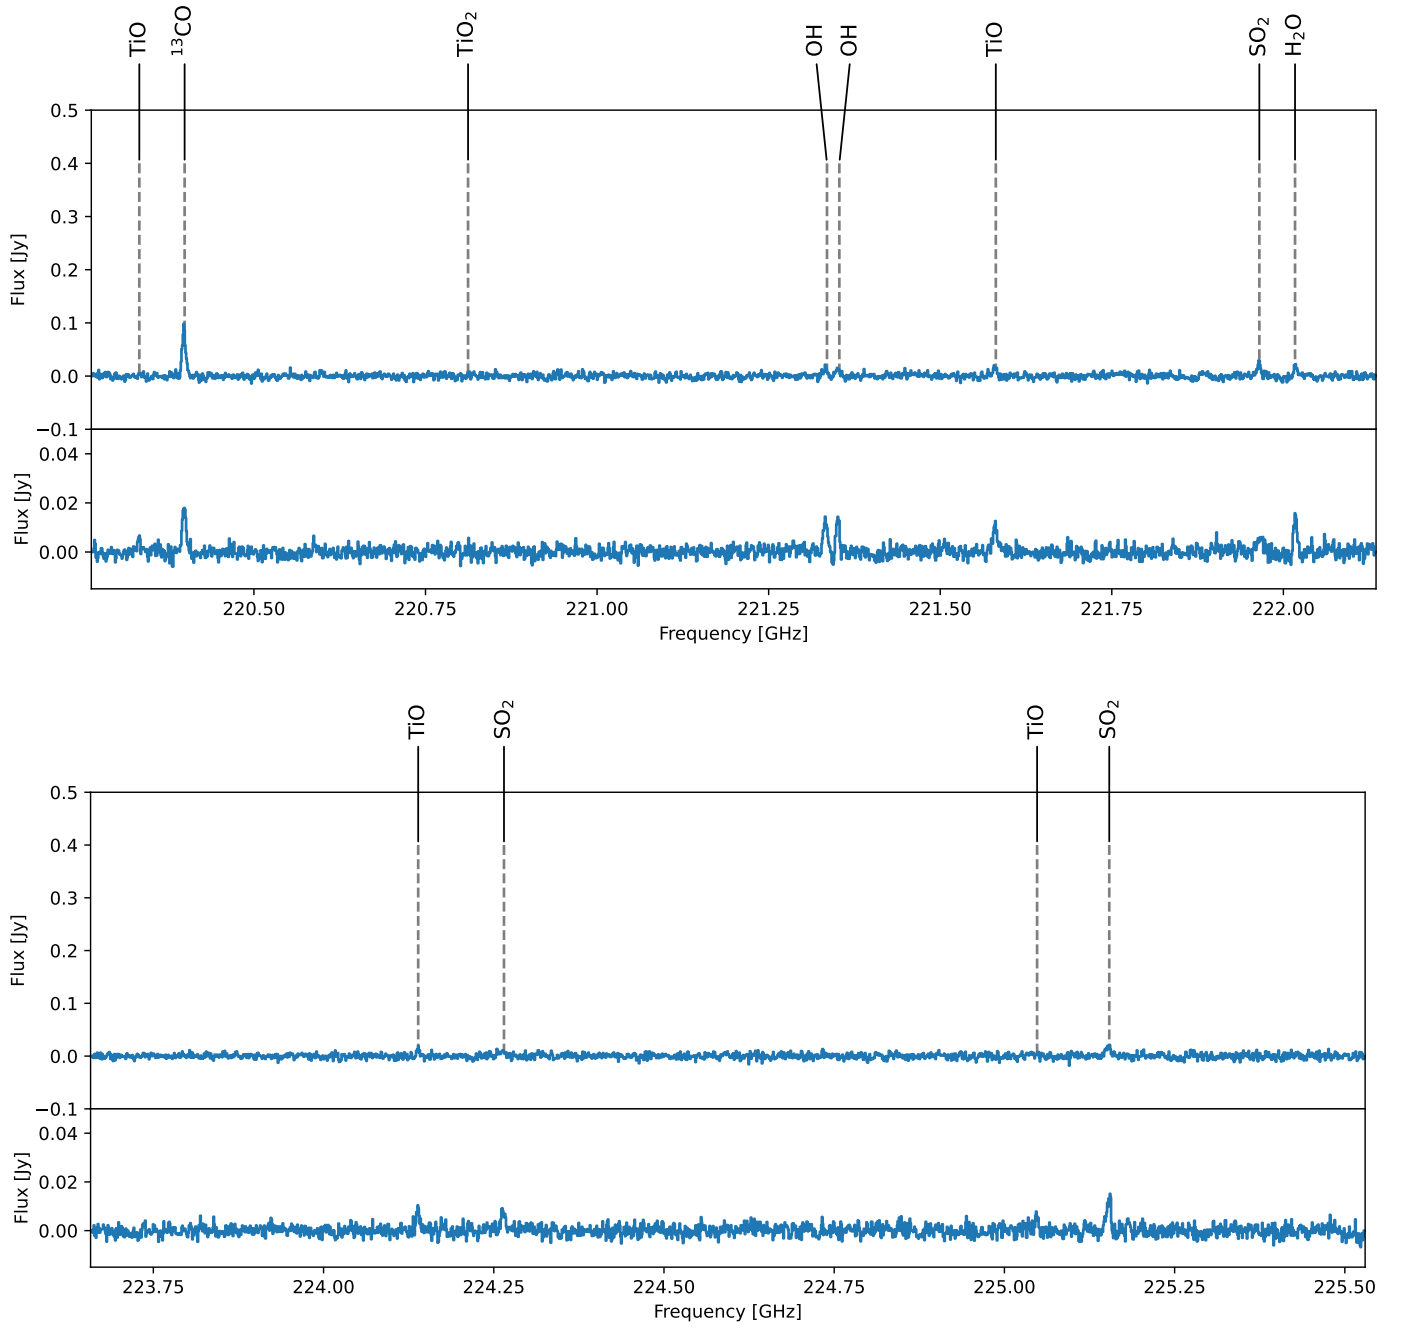 TiO
¹³CO
TiO₂
OH
OH
TiO
SO₂
H₂O
0.5
0.4
0.3
0.2
0.1
0.0
−0.1
Flux [Jy]
0.04
0.02
0.00
Flux [Jy]
220.50 220.75 221.00 221.25 221.50 221.75 222.00
Frequency [GHz]
TiO
SO₂
TiO
SO₂
0.5
0.4
0.3
0.2
0.1
0.0
−0.1
Flux [Jy]
0.04
0.02
0.00
Flux [Jy]
223.75 224.00 224.25 224.50 224.75 225.00 225.25 225.50
Frequency [GHz]